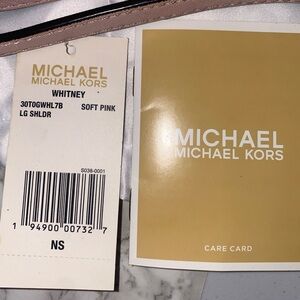 MICHAEL
MICHAEL KORS
WHITNEY
30T0GWHL7B SOFT PINK
LG SHLDR
S038-0001
1 94900 00732 7
NS
MICHAEL
MICHAEL KORS
CARE CARD